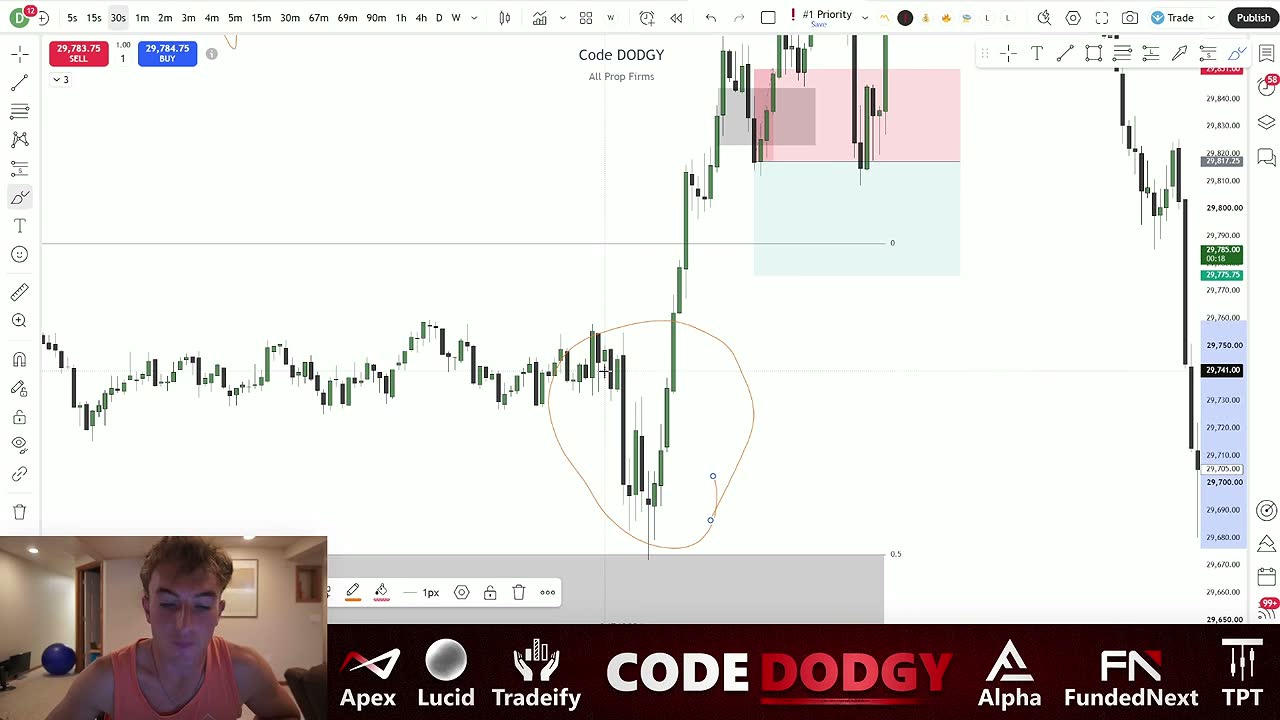 D
12
5s 15s 30s 1m 2m 3m 4m 5m 15m 30m 69m 90m 1h 4h D W
W
#1 Priority
Save
L L
Trade
Publish
29,783.75
SELL
1.00
1
29,784.75
BUY
3
Code DODGY
All Prop Firms
T
T
58
29,840.00
29,830.00
29,820.00
29,817.25
29,810.00
29,800.00
29,790.00
29,785.00
00:18
29,775.75
29,770.00
29,760.00
29,750.00
29,741.00
29,730.00
29,720.00
29,710.00
29,705.00
29,700.00
29,690.00
29,680.00
29,670.00
29,660.00
29,650.00
0
0.5
1px
99+
Apex
Lucid
Tradeify
CODE DODGY
Alpha
FN
FundedNext
TPT